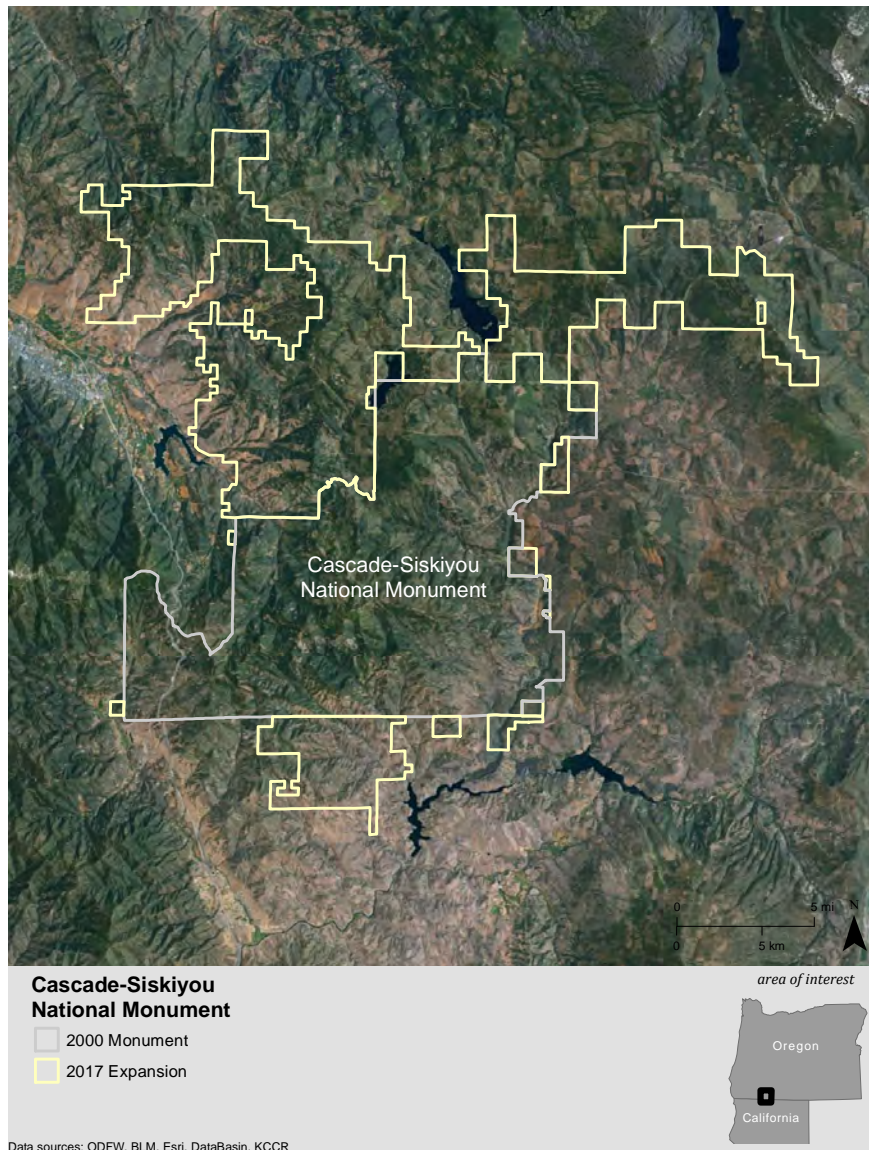 Cascade-Siskiyou
National Monument
0 5 mi
N
0 5 km
Cascade-Siskiyou
National Monument
2000 Monument
2017 Expansion
area of interest
Oregon
California
Data sources: ODFW, BLM, Esri, DataBasin, KCCR